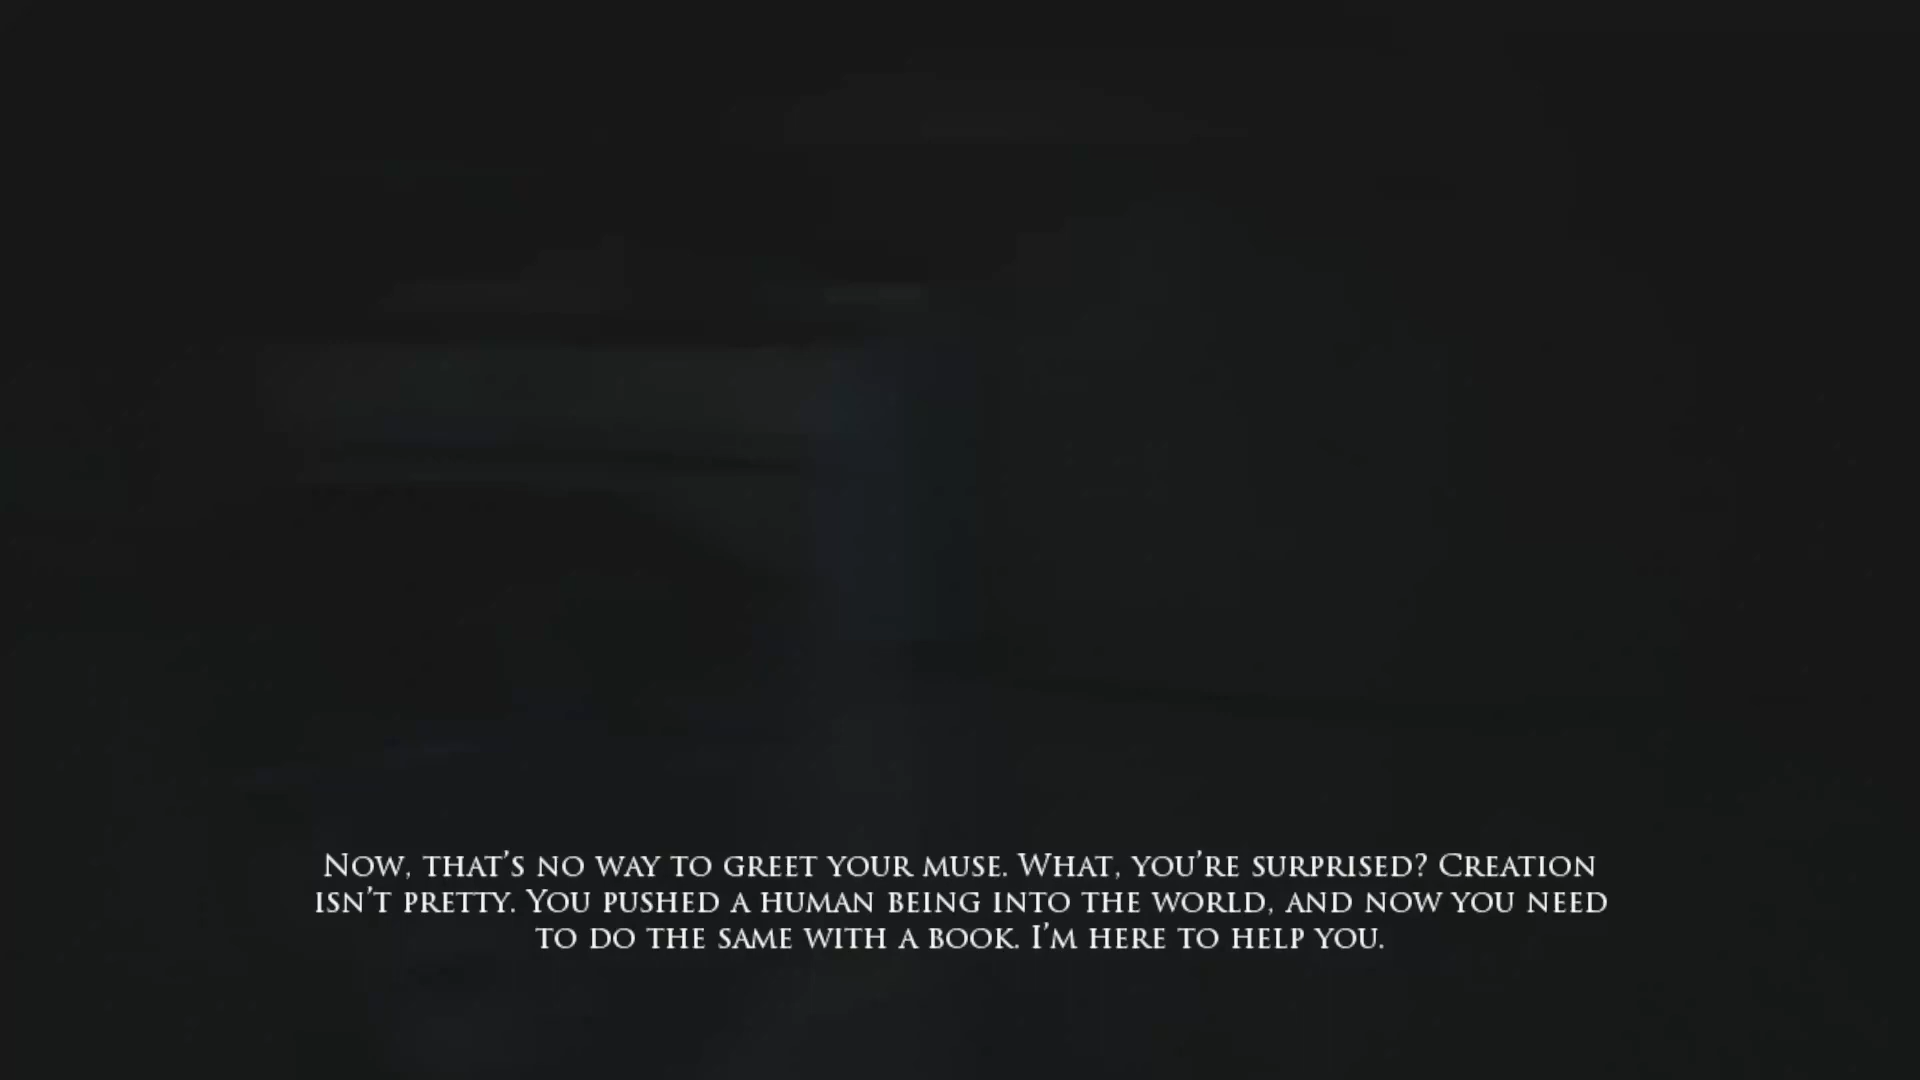 Now, that's no way to greet your muse. What, you're surprised? Creation
isn't pretty. You pushed a human being into the world, and now you need
to do the same with a book. I'm here to help you.